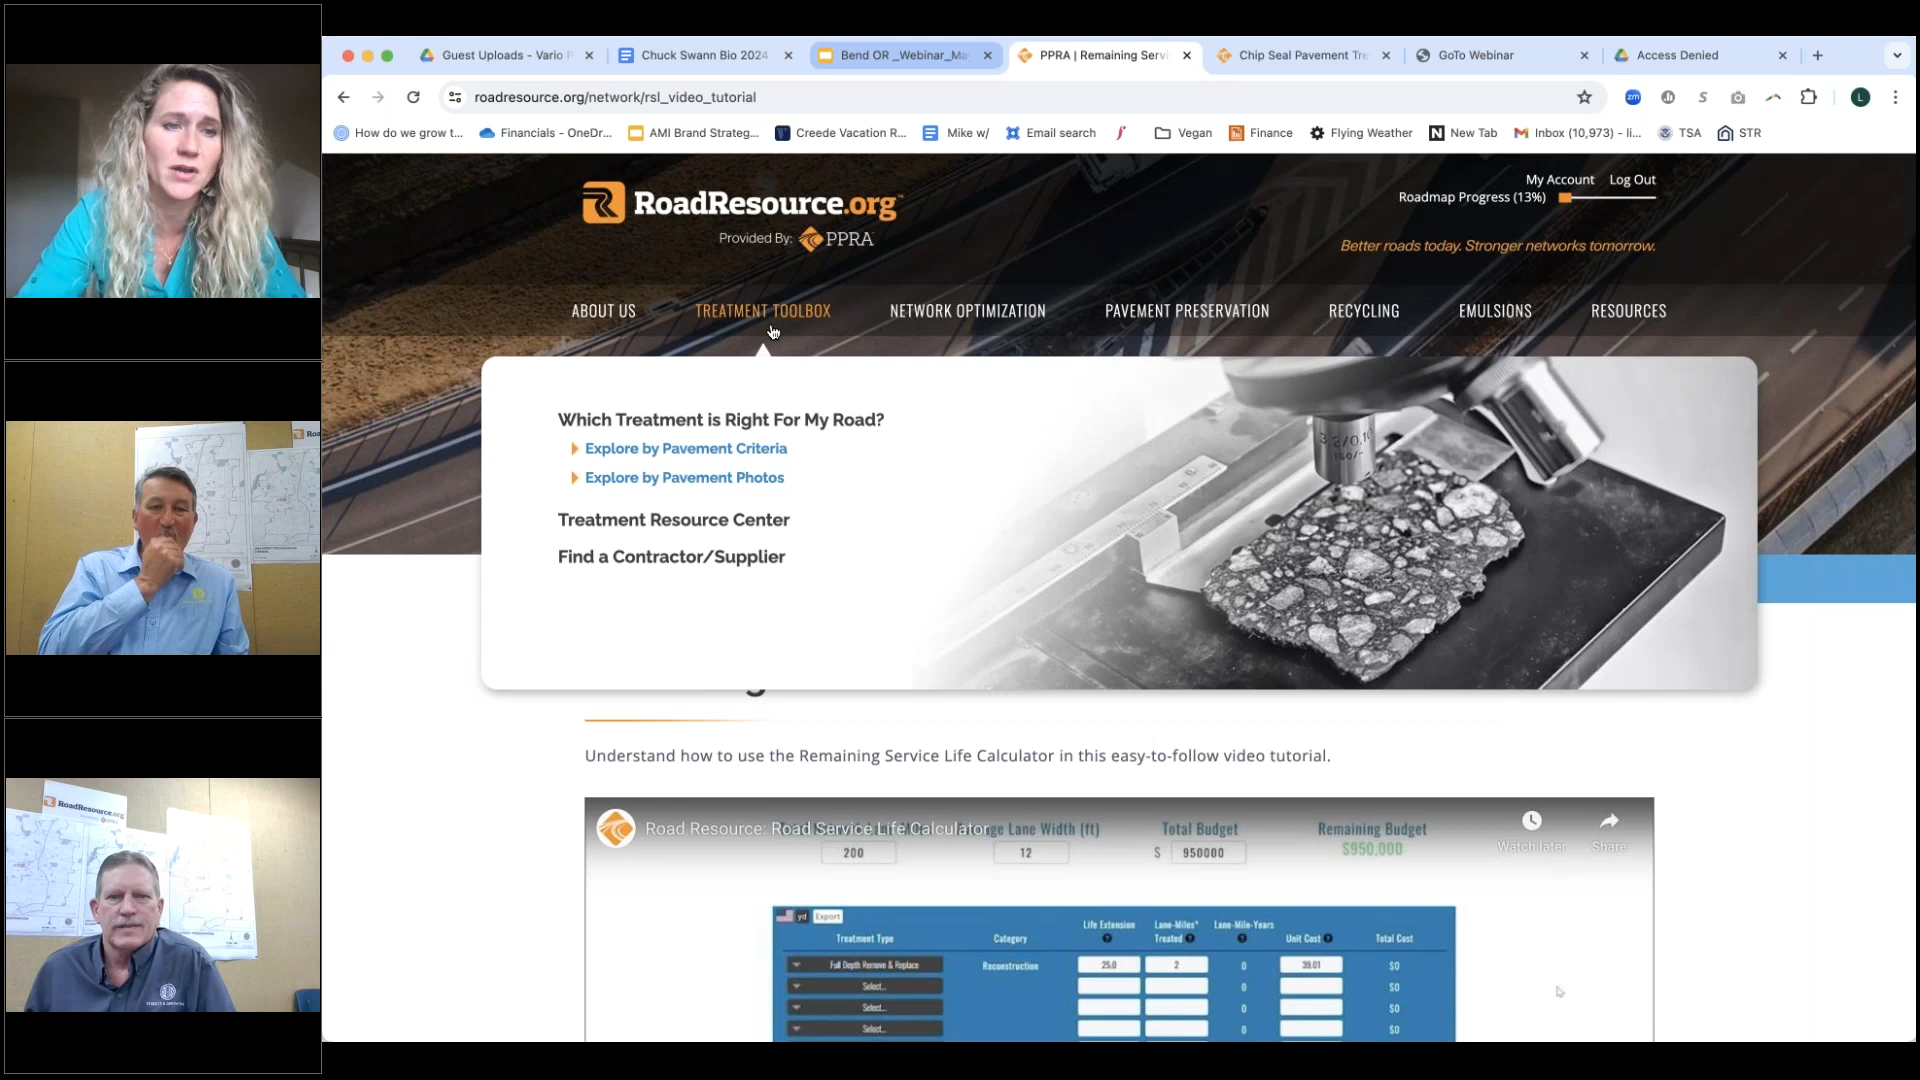 Guest Uploads - Vario
Chuck Swann Bio 2024
Bend OR _Webinar_Ma
PPRA | Remaining Servi
Chip Seal Pavement Tre
GoTo Webinar
Access Denied
roadresource.org/network/rsl_video_tutorial
zm
S
L
How do we grow t...
Financials - OneDr...
AMI Brand Strateg...
Creede Vacation R...
Mike w/
Email search
Vegan
Finance
Flying Weather
New Tab
Inbox (10,973) - li...
TSA
STR
RoadResource.org
Provided By: PPRA
My Account
Log Out
Roadmap Progress (13%)
Better roads today. Stronger networks tomorrow.
ABOUT US
TREATMENT TOOLBOX
NETWORK OPTIMIZATION
PAVEMENT PRESERVATION
RECYCLING
EMULSIONS
RESOURCES
Which Treatment is Right For My Road?
Explore by Pavement Criteria
Explore by Pavement Photos
Treatment Resource Center
Find a Contractor/Supplier
Understand how to use the Remaining Service Life Calculator in this easy-to-follow video tutorial.
Road Resource: Road Service Life Calculator
Lane Width (ft)
Total Budget
Remaining Budget
200
12
$ 950000
$950,000
Watch later
Share
yd
Export
Treatment Type
Category
Life Extension
Lane-Miles* Treated
Lane-Mile-Years
Unit Cost
Total Cost
Full Depth Remove & Replace
Reconstruction
25.0
2
0
39.01
$0
Select...
0
$0
Select...
0
$0
Select...
0
$0
RoadResource.org